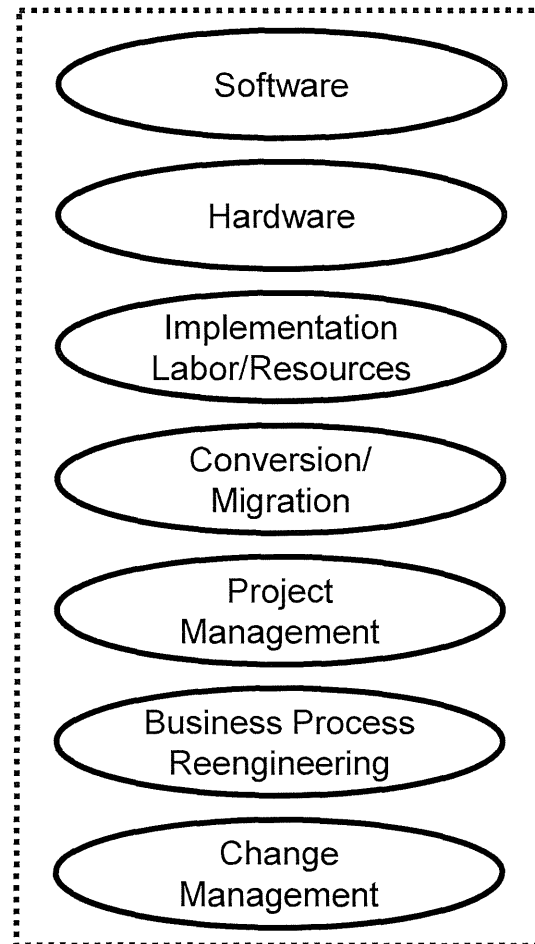 Software
Hardware
Implementation
Labor/Resources
Conversion/
Migration
Project
Management
Business Process
Reengineering
Change
Management